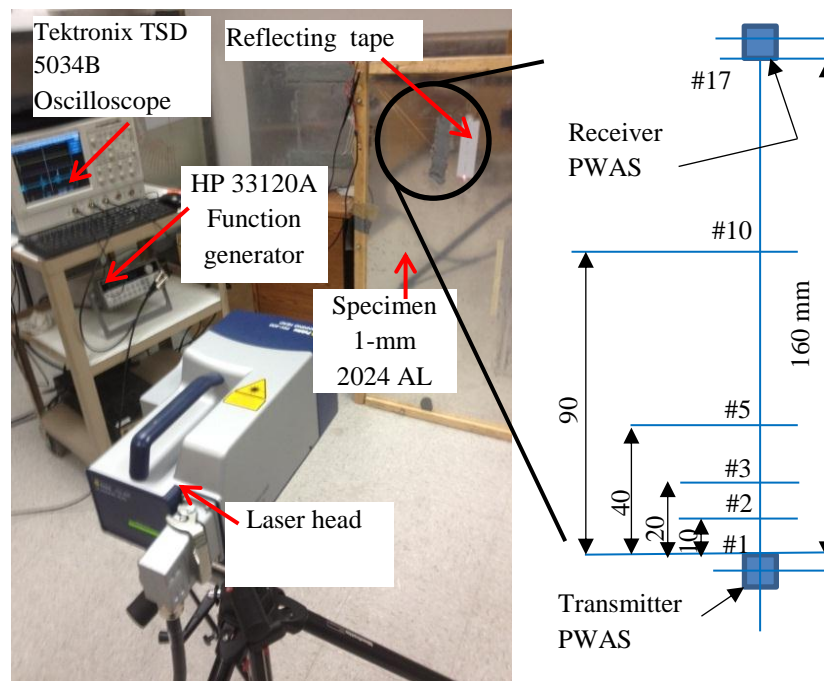 Tektronix TSD
5034B
Oscilloscope
Reflecting tape
HP 33120A
Function
generator
Specimen
1-mm
2024 AL
Laser head
#17
Receiver
PWAS
#10
160 mm
90
#5
40
#3
20
#2
10
#1
Transmitter
PWAS